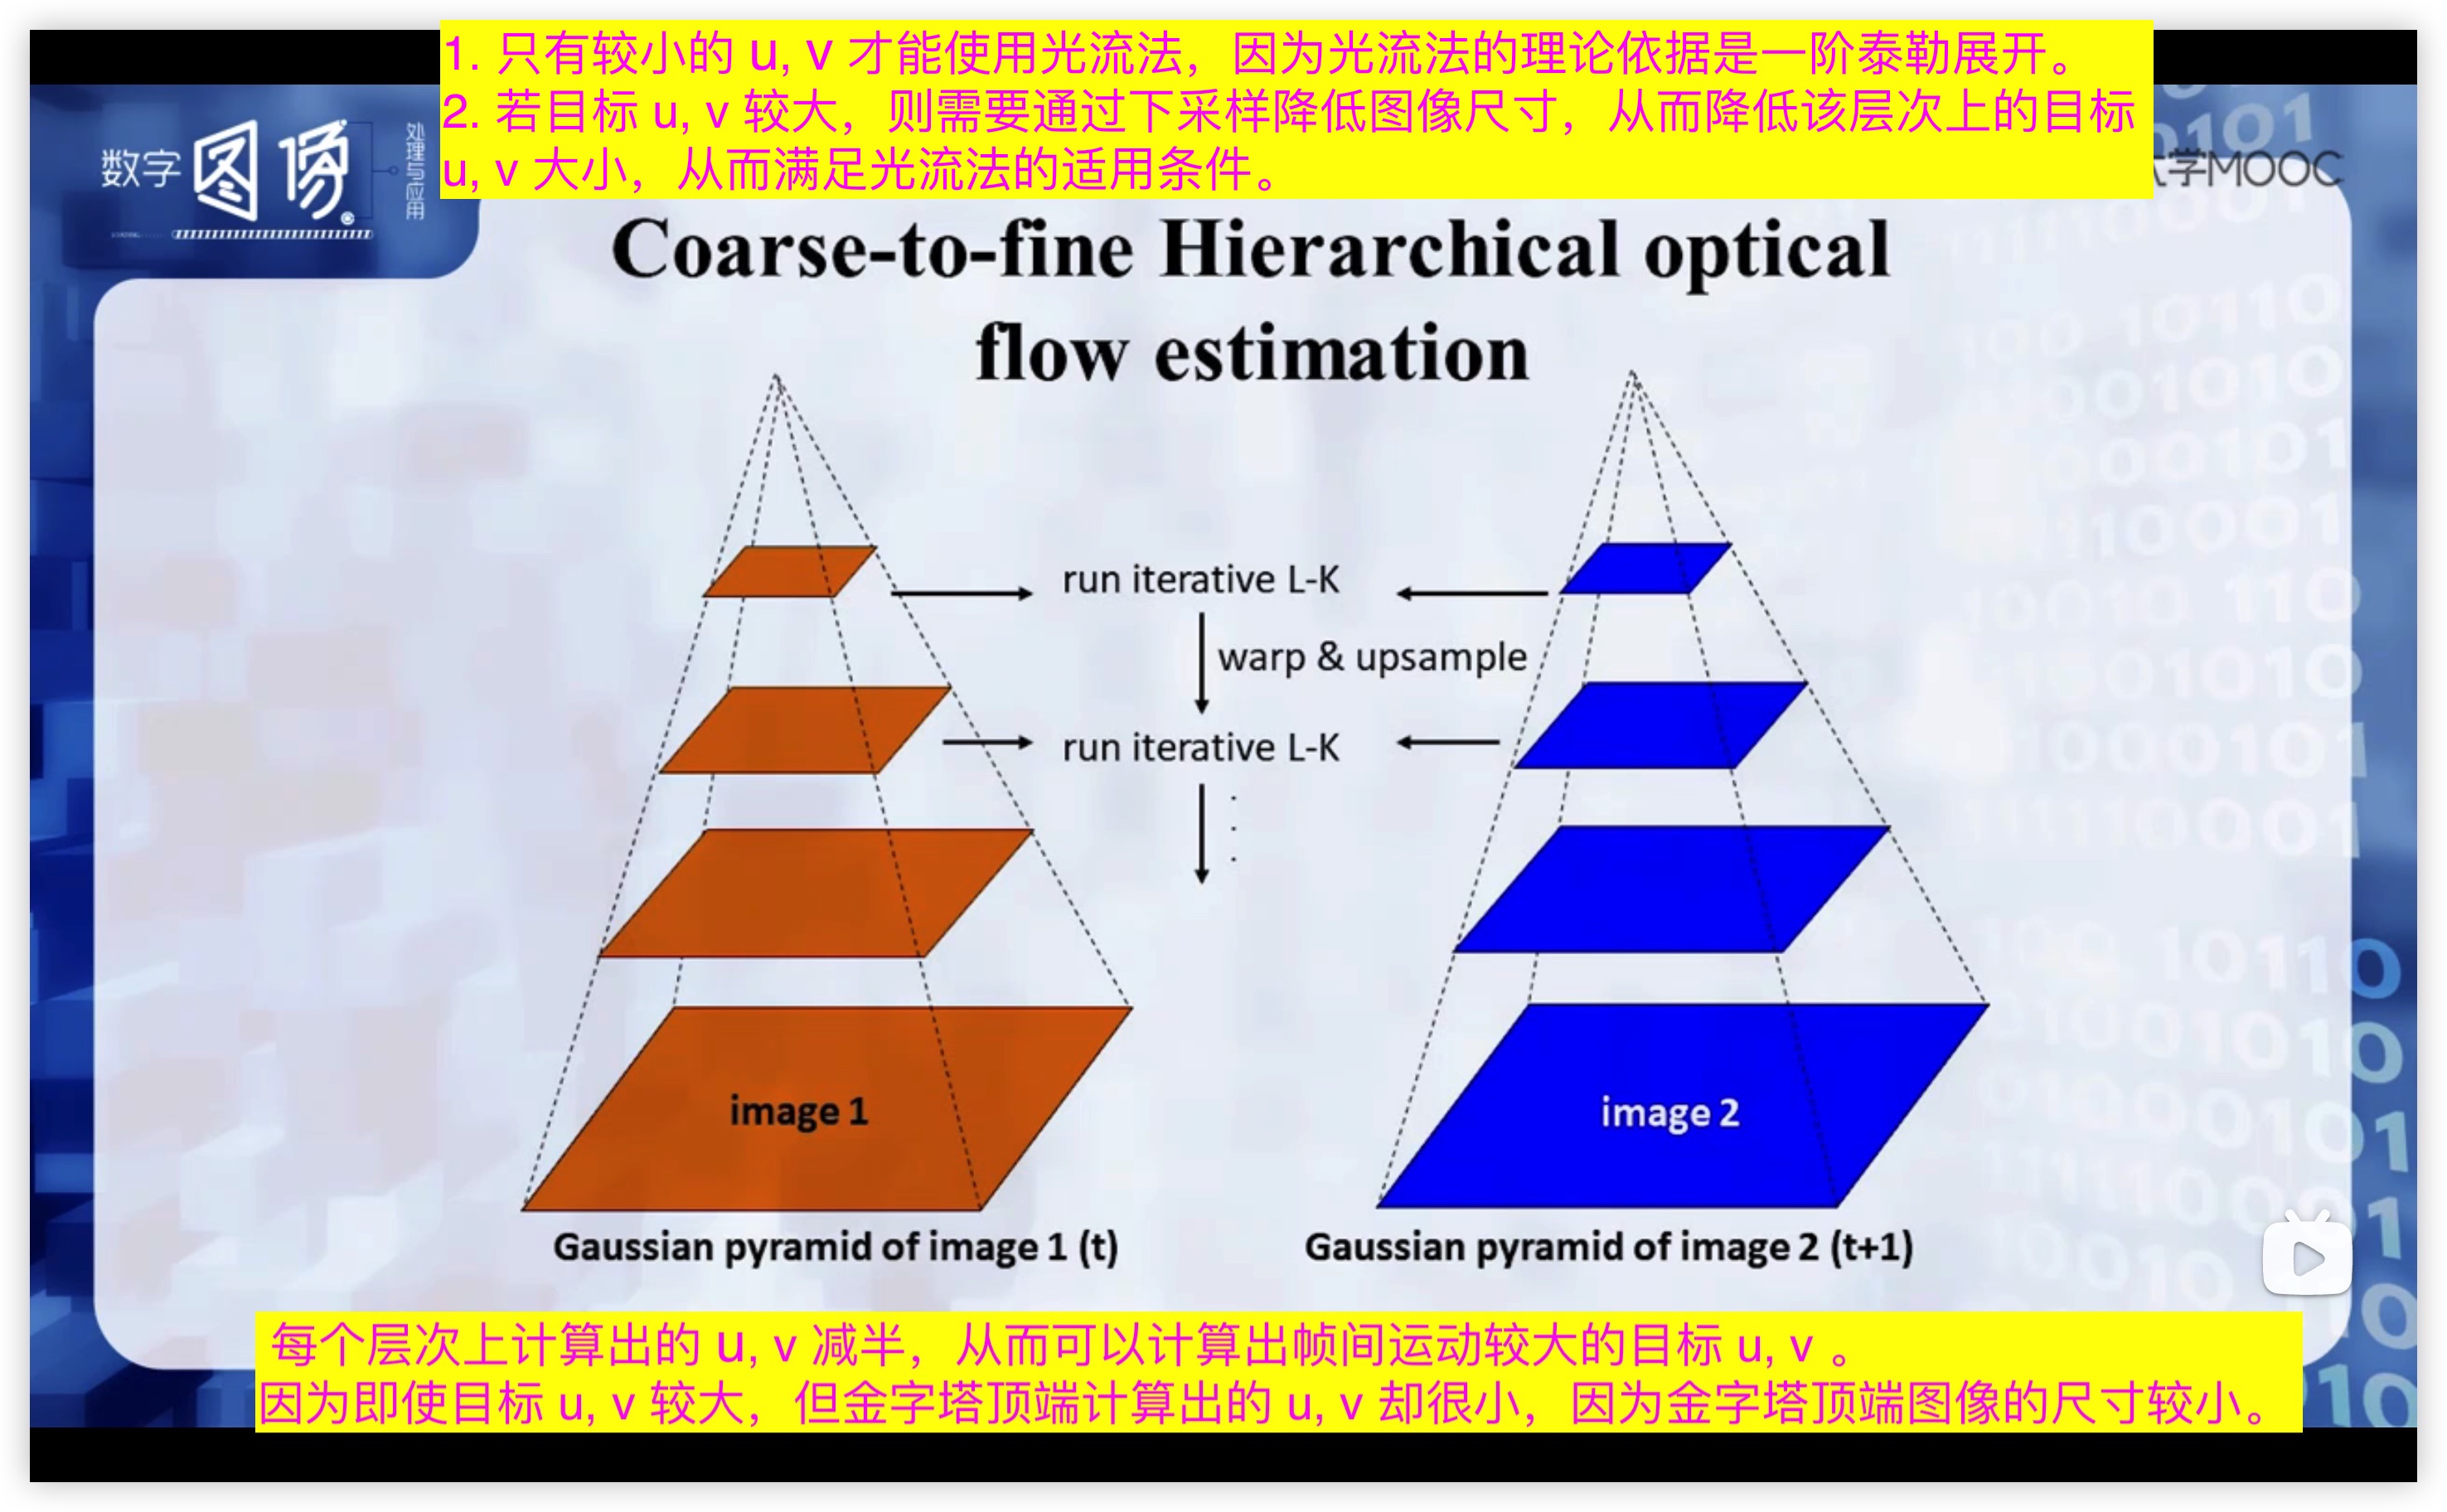 1. 只有较小的 u, v 才能使用光流法，因为光流法的理论依据是一阶泰勒展开。
2. 若目标 u, v 较大，则需要通过下采样降低图像尺寸，从而降低该层次上的目标
u, v 大小，从而满足光流法的适用条件。
数字图像
处理与应用
大学MOOC
Coarse-to-fine Hierarchical optical
flow estimation
run iterative L-K
warp & upsample
run iterative L-K
image 1
image 2
Gaussian pyramid of image 1 (t)
Gaussian pyramid of image 2 (t+1)
每个层次上计算出的 u, v 减半，从而可以计算出帧间运动较大的目标 u, v 。
因为即使目标 u, v 较大，但金字塔顶端计算出的 u, v 却很小，因为金字塔顶端图像的尺寸较小。